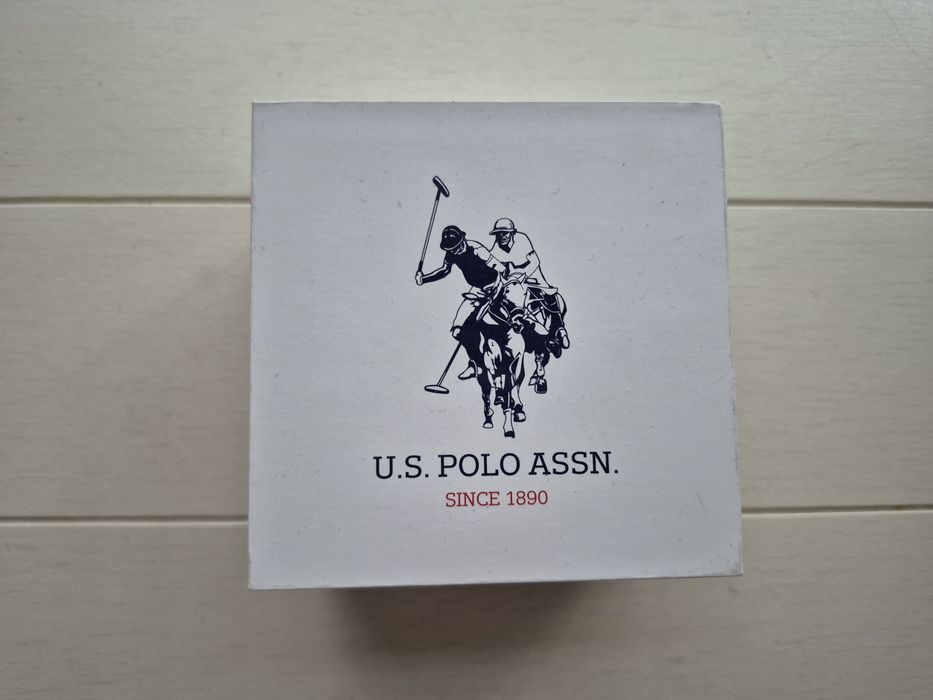 U.S. POLO ASSN.
SINCE 1890